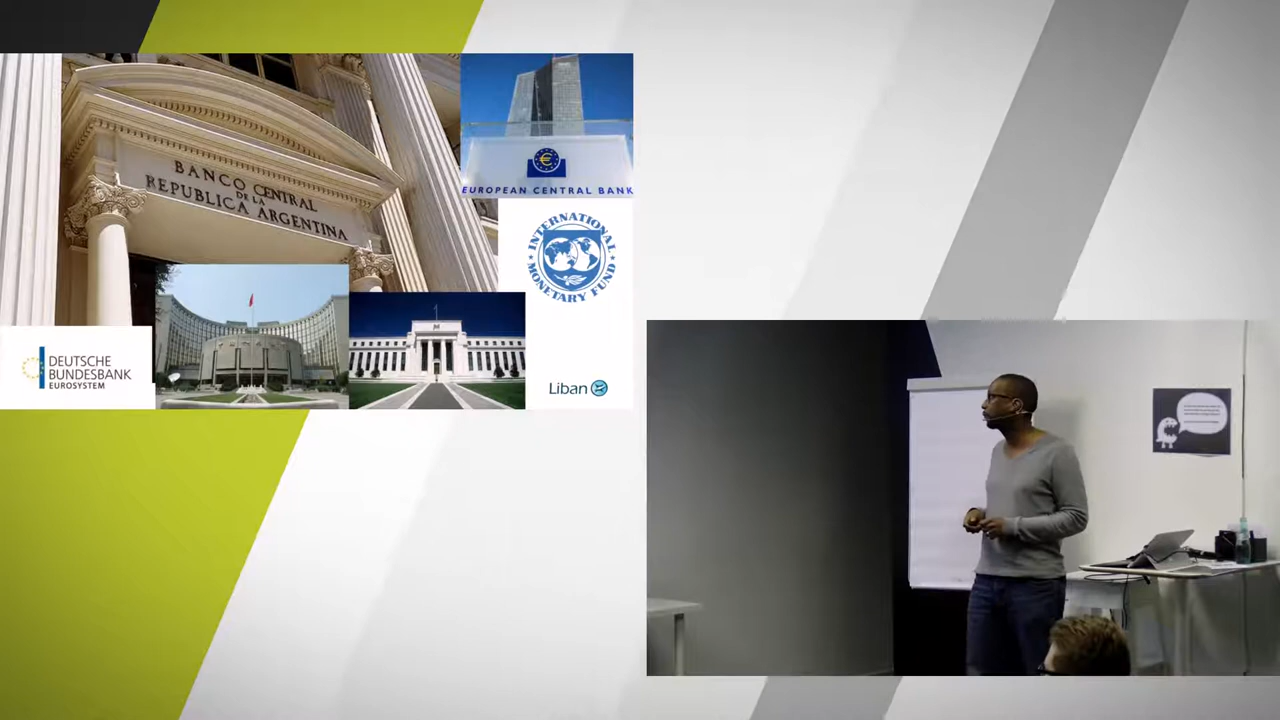 BANCO CENTRAL
DE LA
REPUBLICA ARGENTINA
EUROPEAN CENTRAL BANK
INTERNATIONAL
MONETARY FUND
DEUTSCHE
BUNDESBANK
EUROSYSTEM
Liban